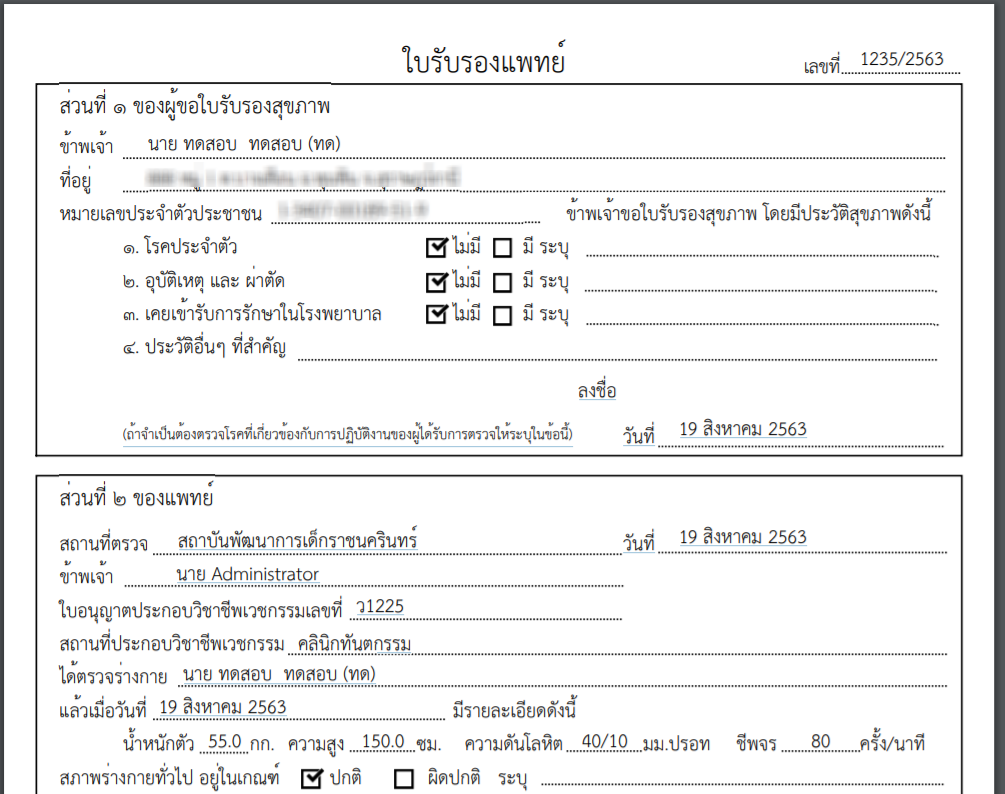 ใบรับรองแพทย์
เลขที่ 1235/2563
ส่วนที่ ๑ ของผู้ขอใบรับรองสุขภาพ
ข้าพเจ้า นาย ทดสอบ ทดสอบ (ทด)
ที่อยู่
หมายเลขประจำตัวประชาชน ข้าพเจ้าขอใบรับรองสุขภาพ โดยมีประวัติสุขภาพดังนี้
๑. โรคประจำตัว ไม่มี มี ระบุ
๒. อุบัติเหตุ และ ผ่าตัด ไม่มี มี ระบุ
๓. เคยเข้ารับการรักษาในโรงพยาบาล ไม่มี มี ระบุ
๔. ประวัติอื่นๆ ที่สำคัญ
ลงชื่อ
(ถ้าจำเป็นต้องตรวจโรคที่เกี่ยวข้องกับการปฏิบัติงานของผู้ได้รับการตรวจให้ระบุในข้อนี้) วันที่ 19 สิงหาคม 2563
ส่วนที่ ๒ ของแพทย์
สถานที่ตรวจ สถาบันพัฒนาการเด็กราชนครินทร์ วันที่ 19 สิงหาคม 2563
ข้าพเจ้า นาย Administrator
ใบอนุญาตประกอบวิชาชีพเวชกรรมเลขที่ ว1225
สถานที่ประกอบวิชาชีพเวชกรรม คลินิกทันตกรรม
ได้ตรวจร่างกาย นาย ทดสอบ ทดสอบ (ทด)
แล้วเมื่อวันที่ 19 สิงหาคม 2563 มีรายละเอียดดังนี้
น้ำหนักตัว 55.0 กก. ความสูง 150.0 ซม. ความดันโลหิต 40/10 มม.ปรอท ชีพจร 80 ครั้ง/นาที
สภาพร่างกายทั่วไป อยู่ในเกณฑ์ ปกติ ผิดปกติ ระบุ